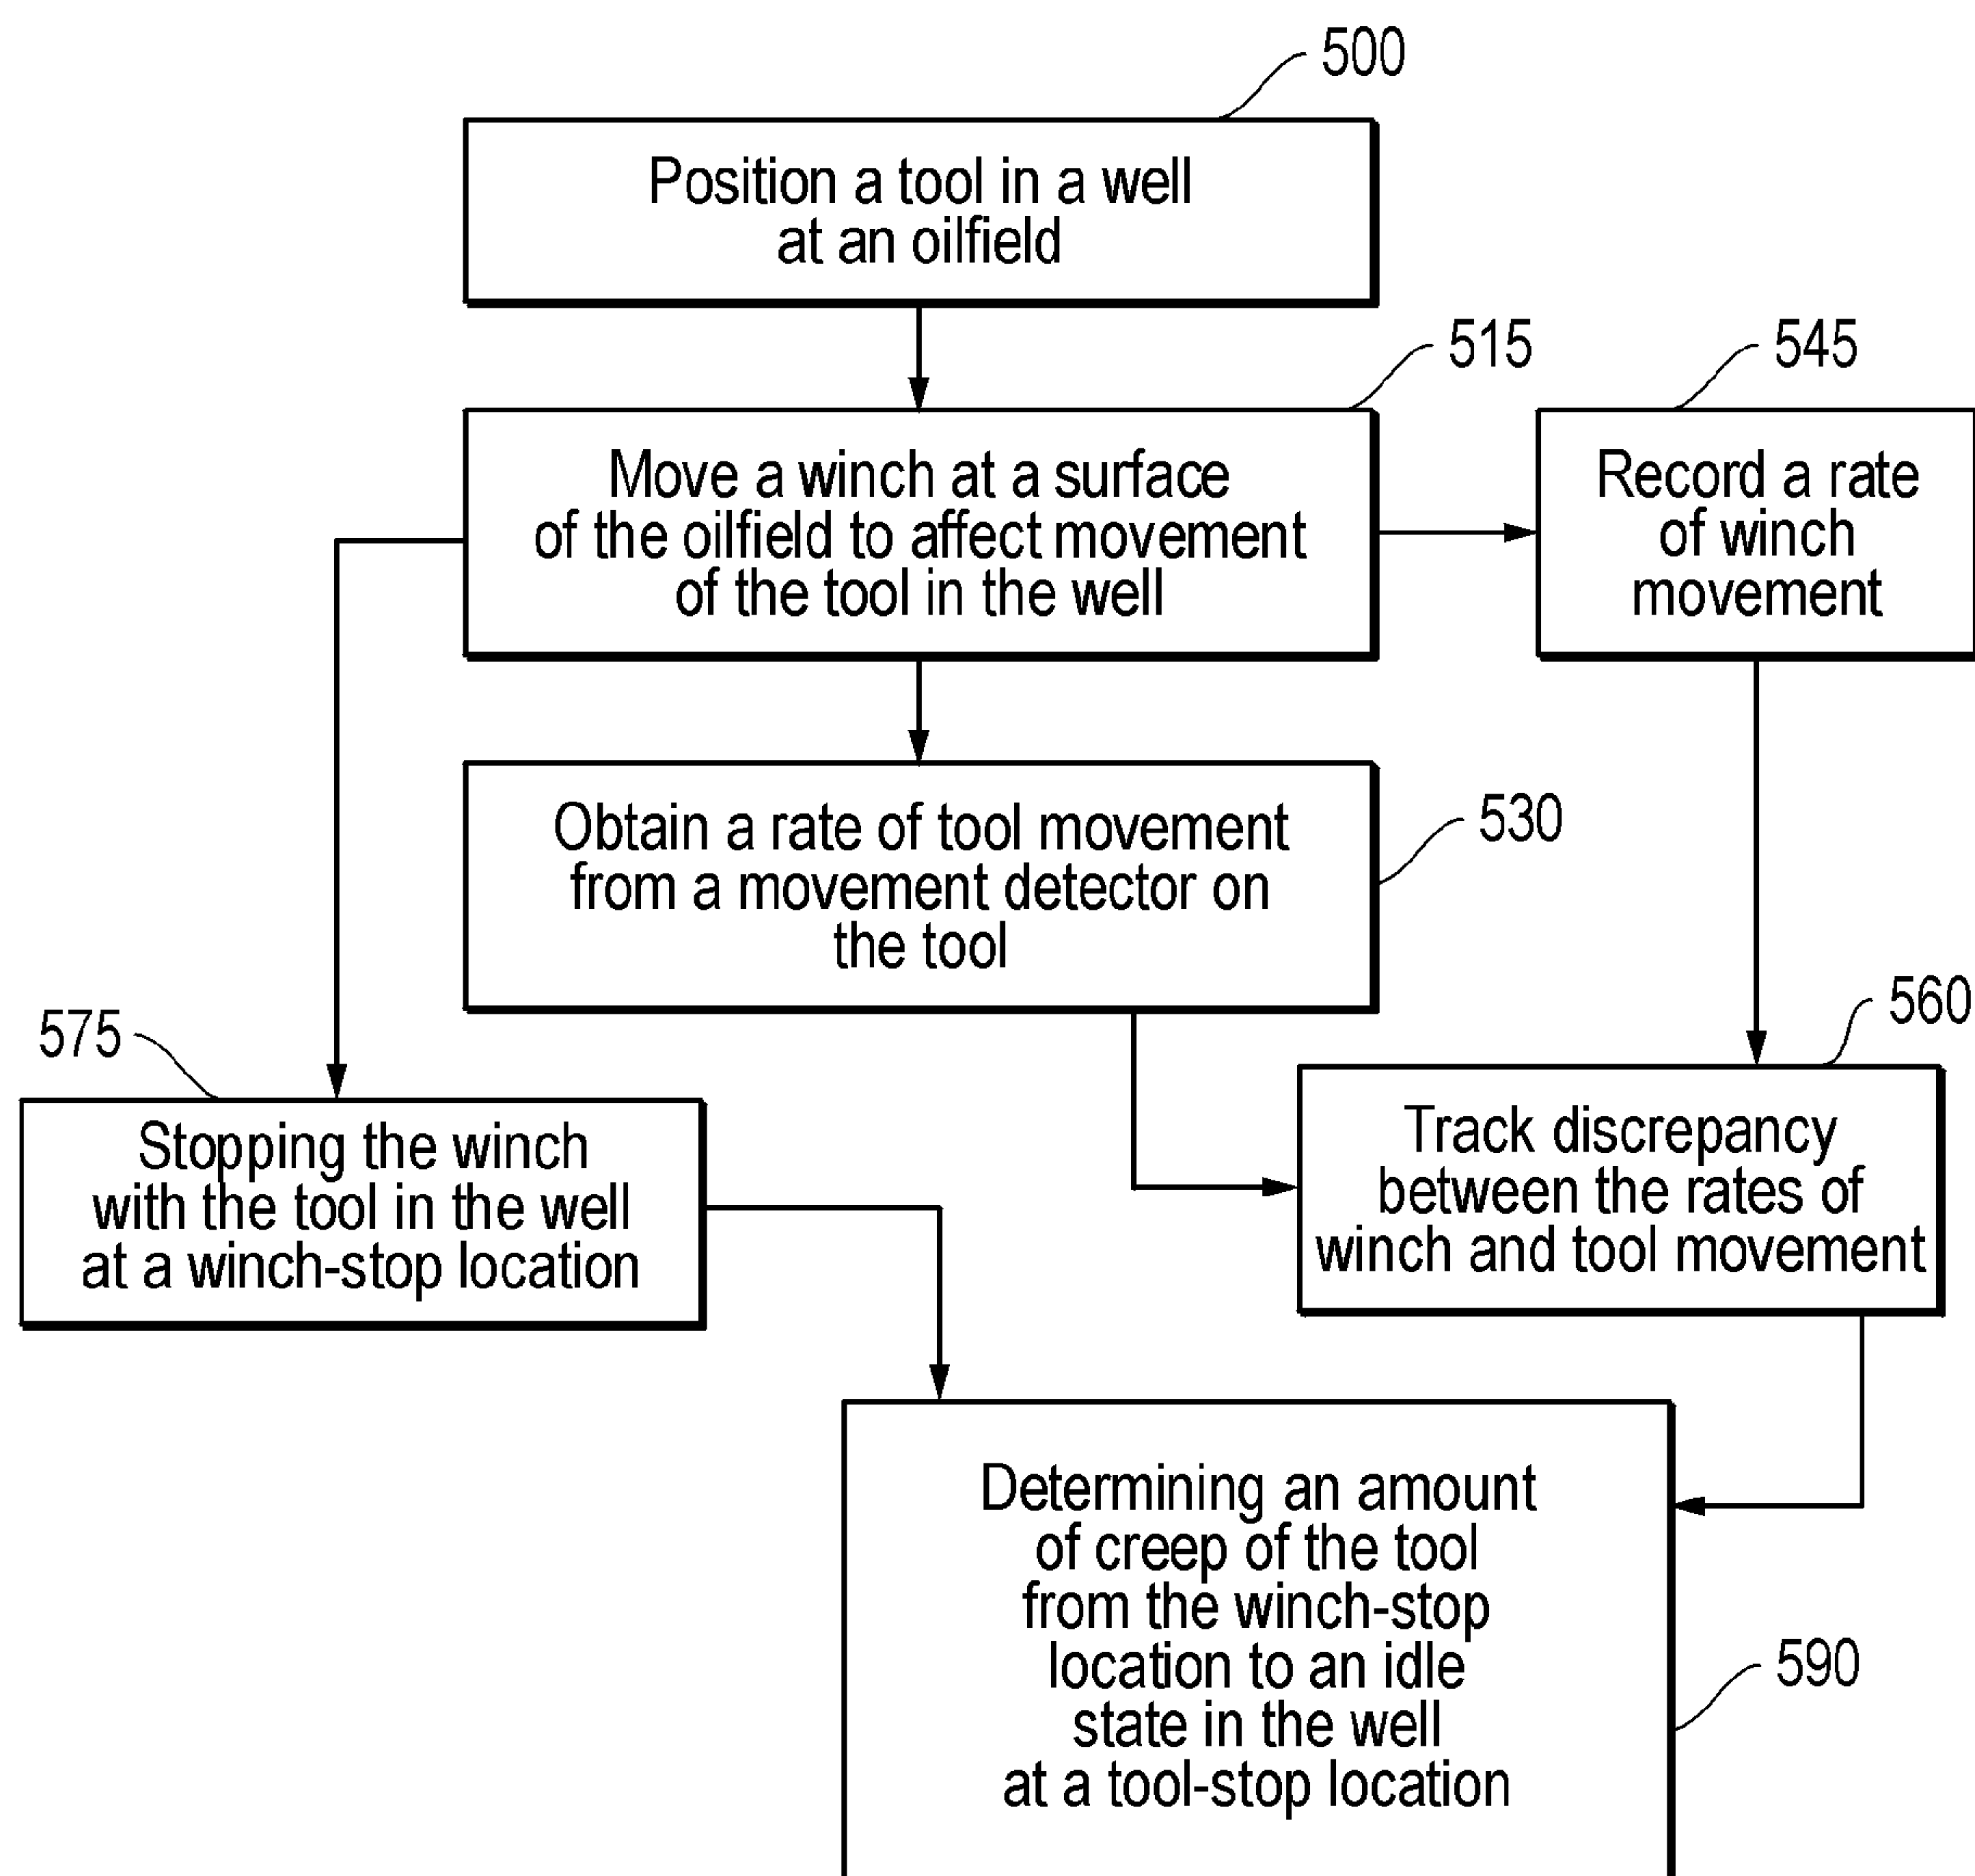 500
Position a tool in a well
at an oilfield
515
545
Move a winch at a surface
of the oilfield to affect movement
of the tool in the well
Record a rate
of winch
movement
530
Obtain a rate of tool movement
from a movement detector on
the tool
575
560
Stopping the winch
with the tool in the well
at a winch-stop location
Track discrepancy
between the rates of
winch and tool movement
Determining an amount
of creep of the tool
from the winch-stop
location to an idle
state in the well
at a tool-stop location
590